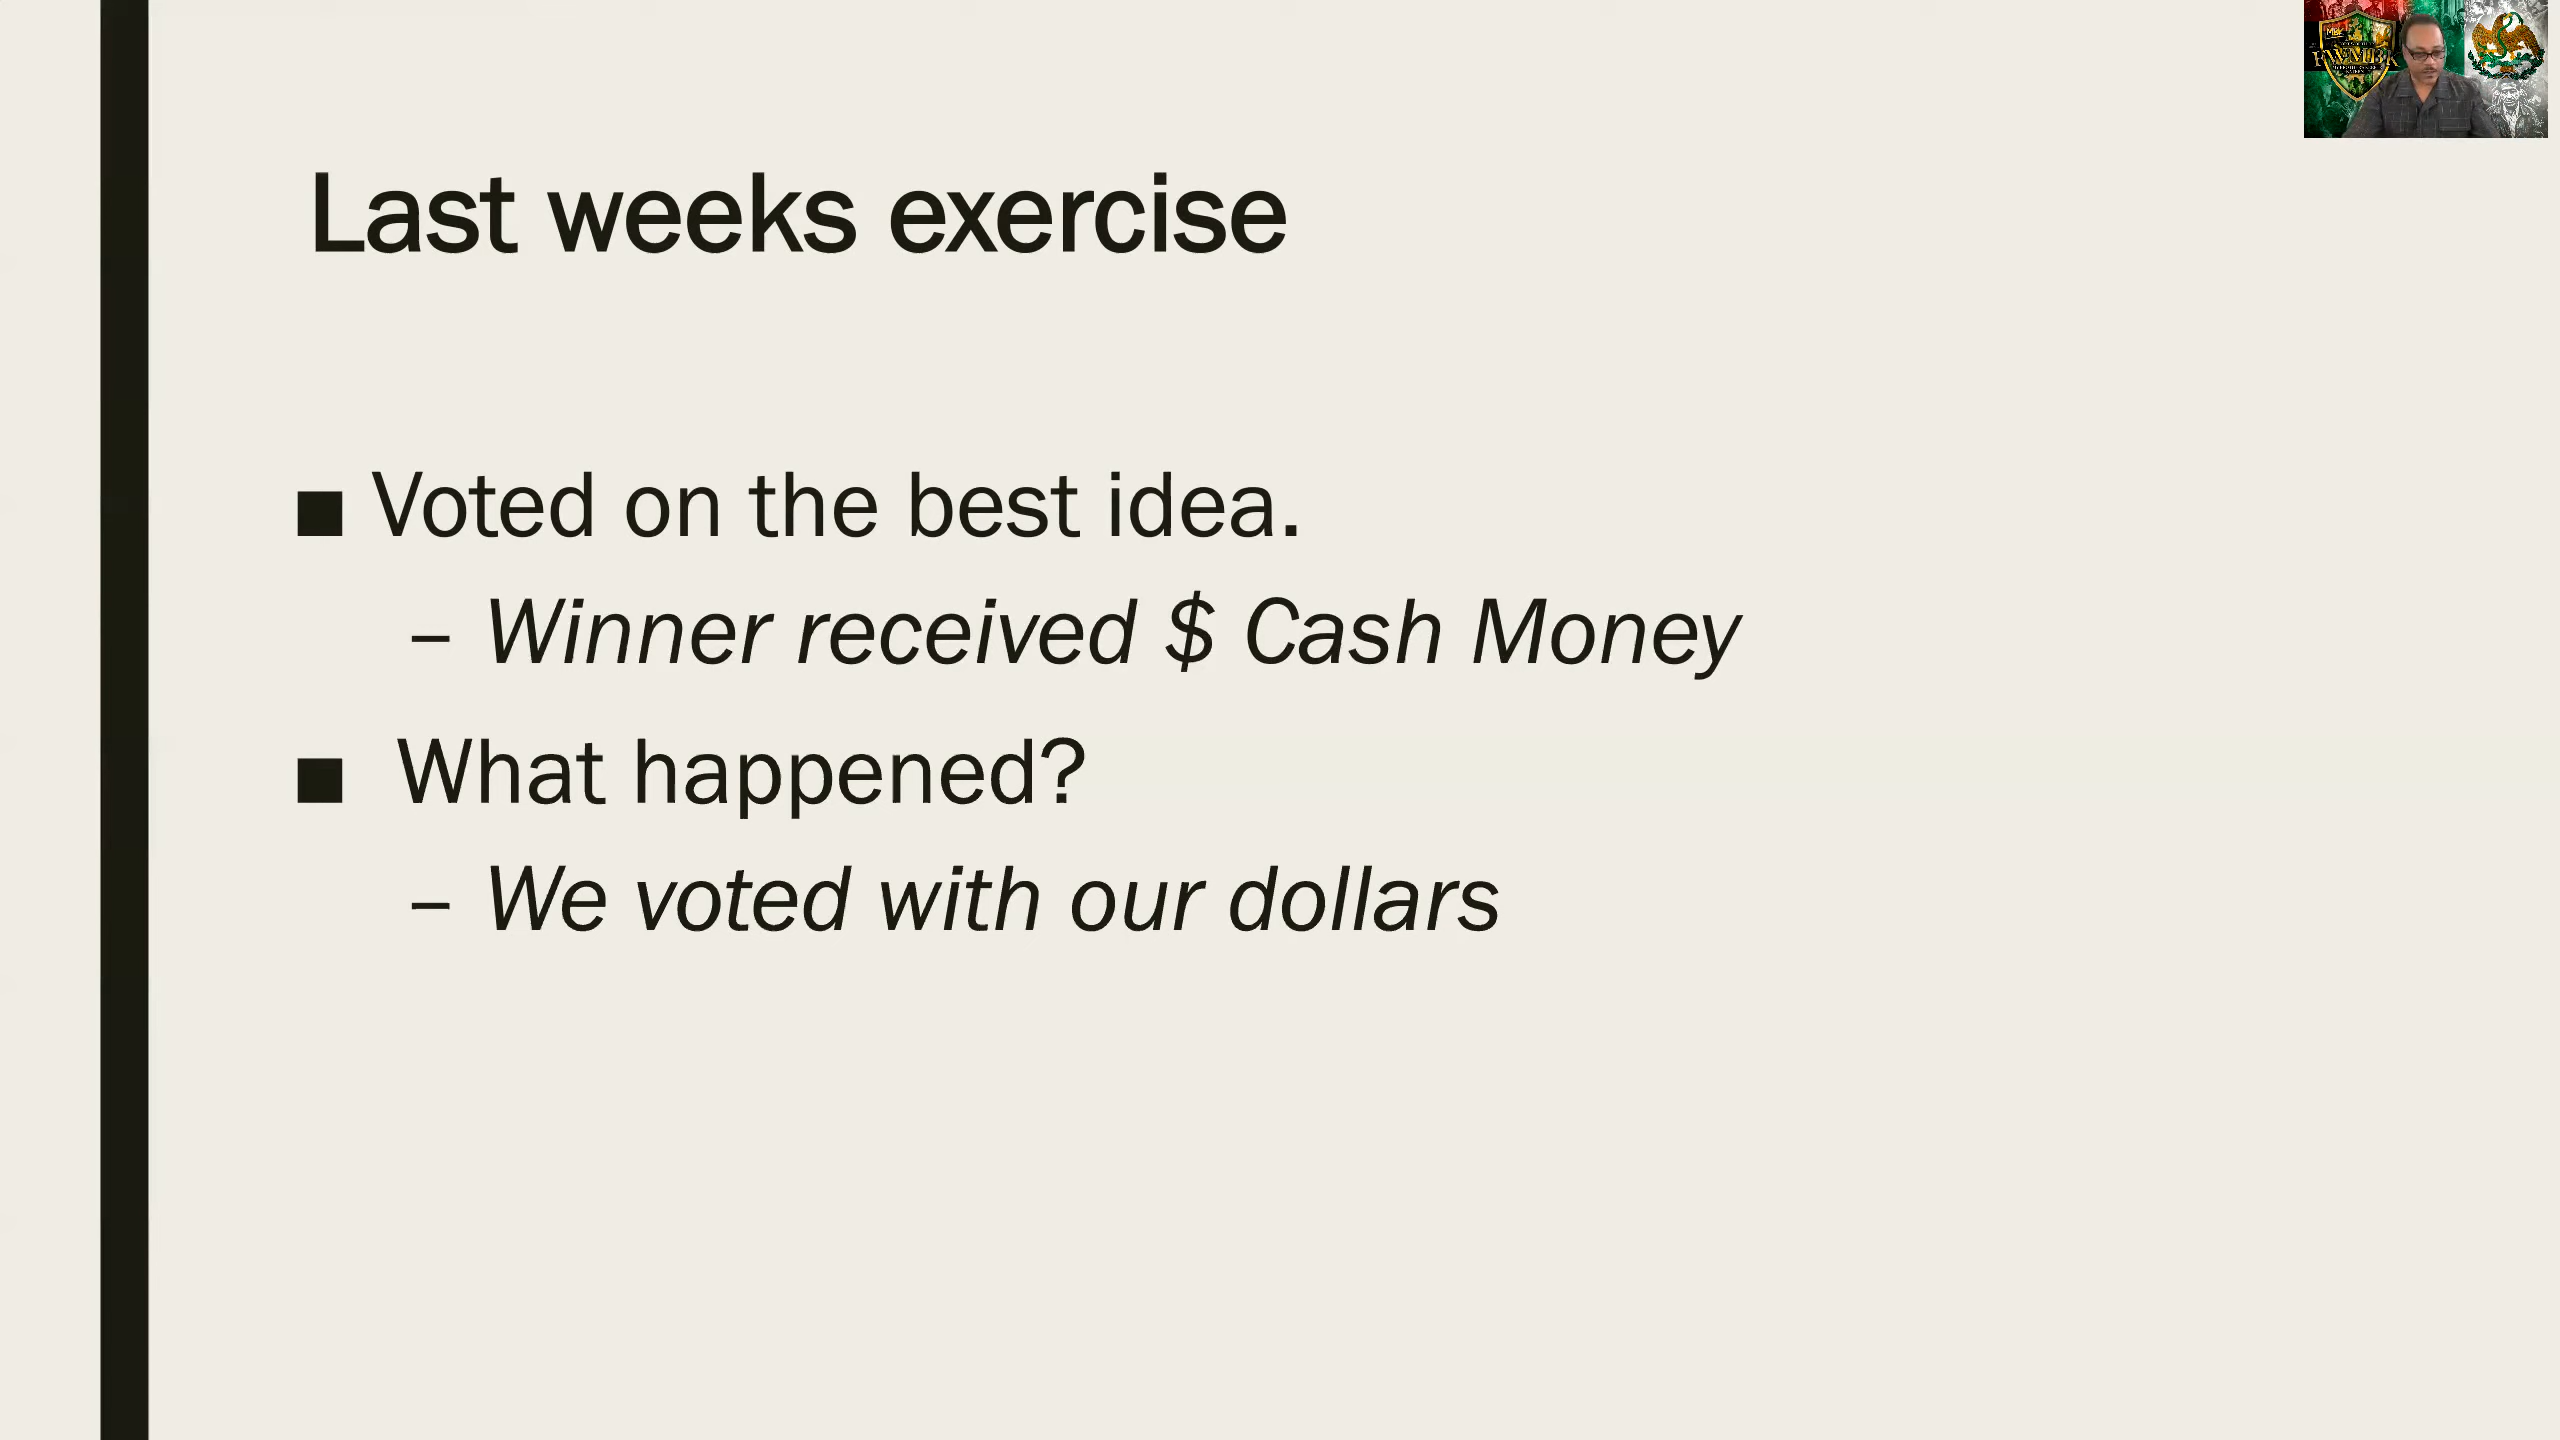 Last weeks exercise
■ Voted on the best idea.
– Winner received $ Cash Money
■ What happened?
– We voted with our dollars